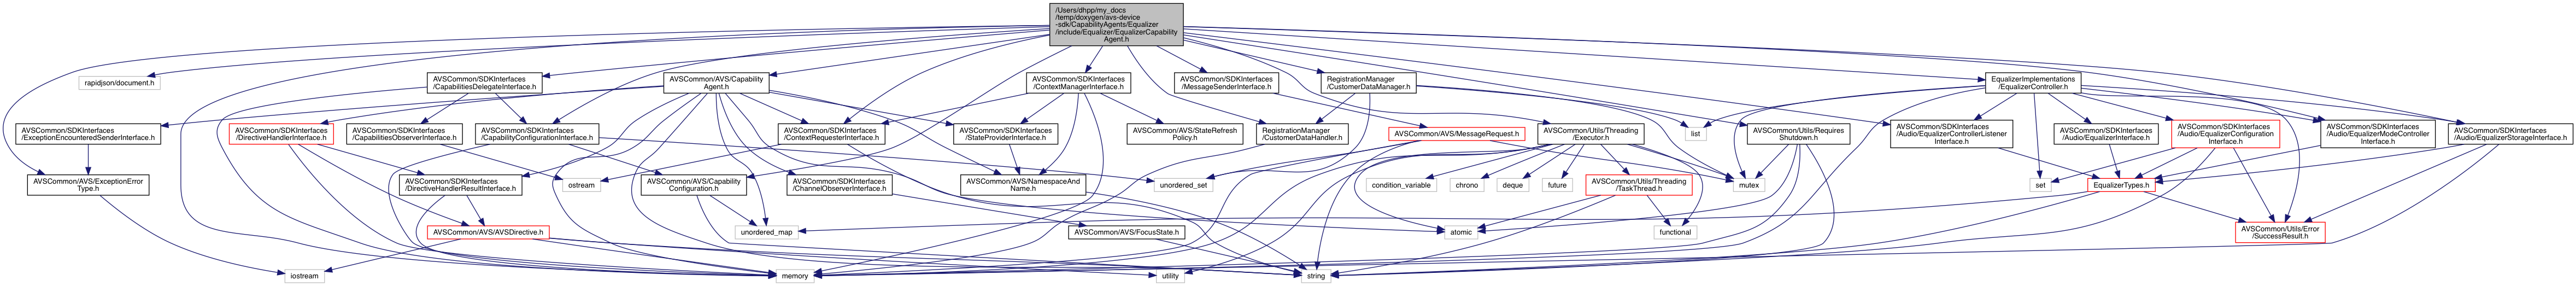 /Users/dhpp/my_docs
/temp/doxygen/avs-device
-sdk/CapabilityAgents/Equalizer
/include/Equalizer/EqualizerCapability
Agent.h
rapidjson/document.h
AVSCommon/SDKInterfaces
/CapabilitiesDelegateInterface.h
AVSCommon/AVS/Capability
Agent.h
AVSCommon/SDKInterfaces
/ContextManagerInterface.h
AVSCommon/SDKInterfaces
/MessageSenderInterface.h
RegistrationManager
/CustomerDataManager.h
EqualizerImplementations
/EqualizerController.h
AVSCommon/SDKInterfaces
/ExceptionEncounteredSenderInterface.h
AVSCommon/SDKInterfaces
/DirectiveHandlerInterface.h
AVSCommon/SDKInterfaces
/CapabilitiesObserverInterface.h
AVSCommon/SDKInterfaces
/CapabilityConfigurationInterface.h
AVSCommon/SDKInterfaces
/ContextRequesterInterface.h
AVSCommon/SDKInterfaces
/StateProviderInterface.h
AVSCommon/AVS/StateRefresh
Policy.h
RegistrationManager
/CustomerDataHandler.h
AVSCommon/AVS/MessageRequest.h
AVSCommon/Utils/Threading
/Executor.h
list
AVSCommon/Utils/Requires
Shutdown.h
AVSCommon/SDKInterfaces
/Audio/EqualizerControllerListener
Interface.h
AVSCommon/SDKInterfaces
/Audio/EqualizerInterface.h
AVSCommon/SDKInterfaces
/Audio/EqualizerConfiguration
Interface.h
AVSCommon/SDKInterfaces
/Audio/EqualizerModeController
Interface.h
AVSCommon/SDKInterfaces
/Audio/EqualizerStorageInterface.h
AVSCommon/AVS/ExceptionError
Type.h
AVSCommon/SDKInterfaces
/DirectiveHandlerResultInterface.h
ostream
AVSCommon/AVS/Capability
Configuration.h
AVSCommon/SDKInterfaces
/ChannelObserverInterface.h
AVSCommon/AVS/NamespaceAnd
Name.h
unordered_set
condition_variable
chrono
deque
future
AVSCommon/Utils/Threading
/TaskThread.h
mutex
set
EqualizerTypes.h
AVSCommon/AVS/AVSDirective.h
unordered_map
AVSCommon/AVS/FocusState.h
atomic
functional
AVSCommon/Utils/Error
/SuccessResult.h
iostream
memory
utility
string